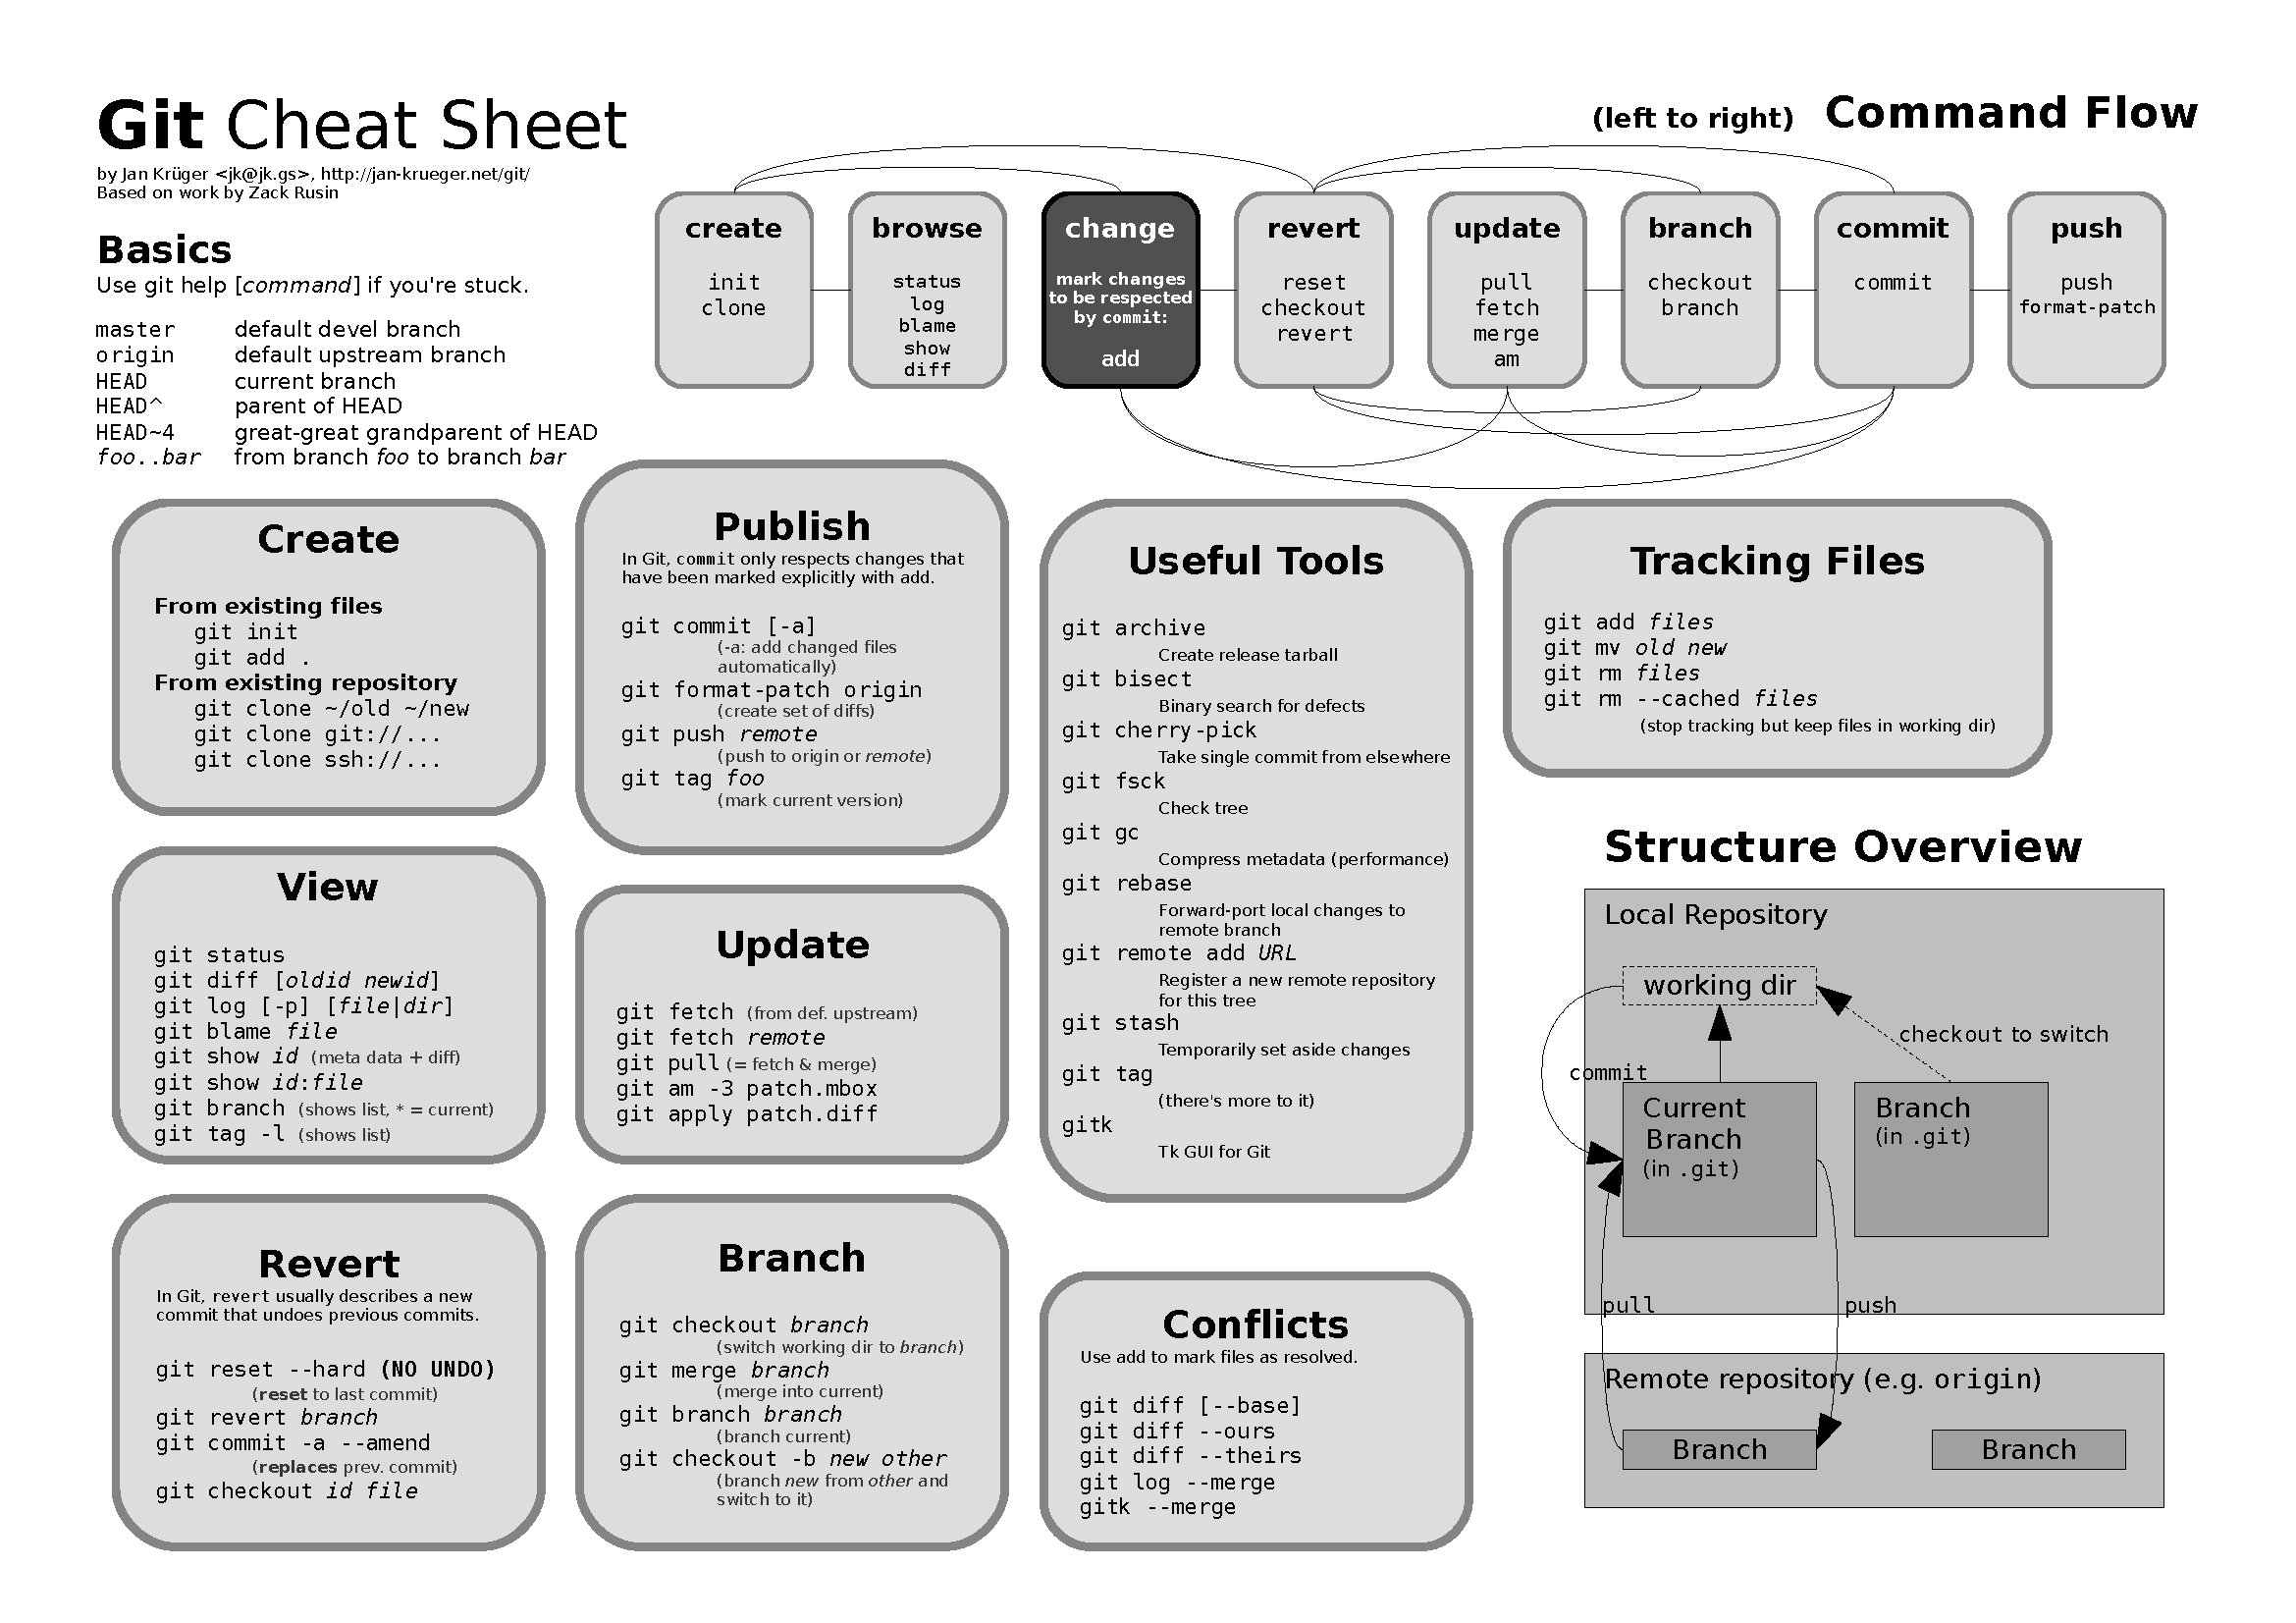 Git Cheat Sheet
by Jan Krüger <jk@jk.gs>, http://jan-krueger.net/git/
Based on work by Zack Rusin
Basics
Use git help [command] if you're stuck.
master default devel branch
origin default upstream branch
HEAD current branch
HEAD^ parent of HEAD
HEAD~4 great-great grandparent of HEAD
foo..bar from branch foo to branch bar
(left to right) Command Flow
create
init
clone
browse
status
log
blame
show
diff
change
mark changes
to be respected
by commit:
add
revert
reset
checkout
revert
update
pull
fetch
merge
am
branch
checkout
branch
commit
commit
push
push
format-patch
Create
From existing files
git init
git add .
From existing repository
git clone ~/old ~/new
git clone git://...
git clone ssh://...
View
git status
git diff [oldid newid]
git log [-p] [file|dir]
git blame file
git show id (meta data + diff)
git show id:file
git branch (shows list, * = current)
git tag -l (shows list)
Revert
In Git, revert usually describes a new
commit that undoes previous commits.
git reset --hard (NO UNDO)
(reset to last commit)
git revert branch
git commit -a --amend
(replaces prev. commit)
git checkout id file
Publish
In Git, commit only respects changes that
have been marked explicitly with add.
git commit [-a]
(-a: add changed files
automatically)
git format-patch origin
(create set of diffs)
git push remote
(push to origin or remote)
git tag foo
(mark current version)
Update
git fetch (from def. upstream)
git fetch remote
git pull (= fetch & merge)
git am -3 patch.mbox
git apply patch.diff
Branch
git checkout branch
(switch working dir to branch)
git merge branch
(merge into current)
git branch branch
(branch current)
git checkout -b new other
(branch new from other and
switch to it)
Useful Tools
git archive
Create release tarball
git bisect
Binary search for defects
git cherry-pick
Take single commit from elsewhere
git fsck
Check tree
git gc
Compress metadata (performance)
git rebase
Forward-port local changes to
remote branch
git remote add URL
Register a new remote repository
for this tree
git stash
Temporarily set aside changes
git tag
(there's more to it)
gitk
Tk GUI for Git
Conflicts
Use add to mark files as resolved.
git diff [--base]
git diff --ours
git diff --theirs
git log --merge
gitk --merge
Tracking Files
git add files
git mv old new
git rm files
git rm --cached files
(stop tracking but keep files in working dir)
Structure Overview
Local Repository
working dir
checkout to switch
commit
Current
Branch
(in .git)
Branch
(in .git)
pull
push
Remote repository (e.g. origin)
Branch
Branch